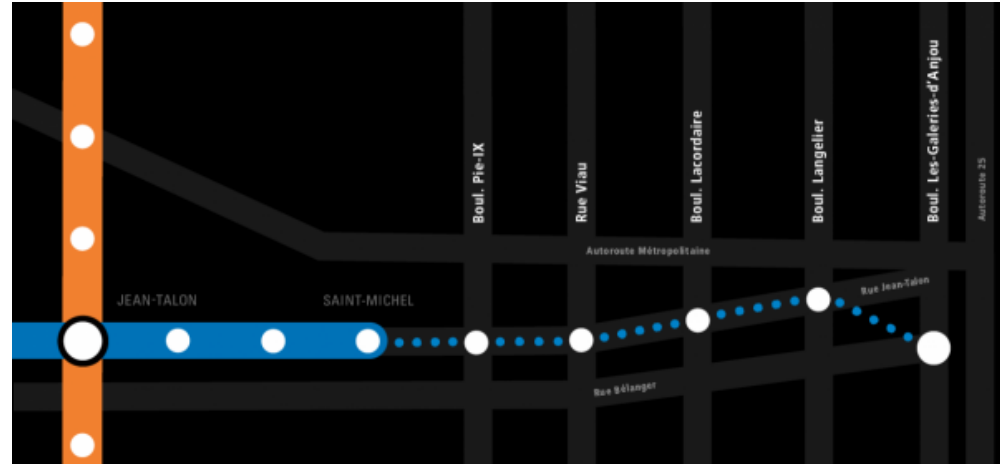 Boul. Pie-IX
Rue Viau
Boul. Lacordaire
Boul. Langelier
Boul. Les-Galeries-d'Anjou
Autoroute 25
Autoroute Métropolitaine
Rue Jean-Talon
JEAN-TALON
SAINT-MICHEL
Rue Bélanger